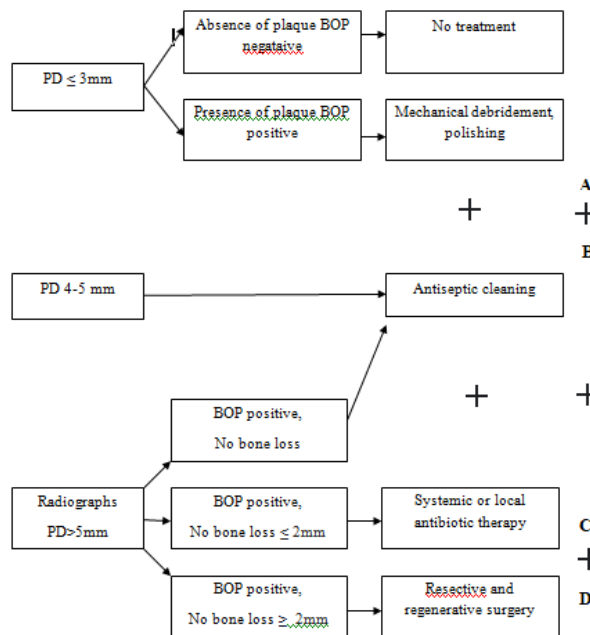 Absence of plaque BOP
negataive
No treatment
PD ≤ 3mm
Presence of plaque BOP
positive
Mechanical debridement,
polishing
A
+ +
B
PD 4-5 mm
Antiseptic cleaning
+ +
BOP positive,
No bone loss
Radiographs
PD>5mm
BOP positive,
No bone loss ≤ 2mm
Systemic or local
antibiotic therapy
C
+
BOP positive,
No bone loss ≥ 2mm
Resective and
regenerative surgery
D